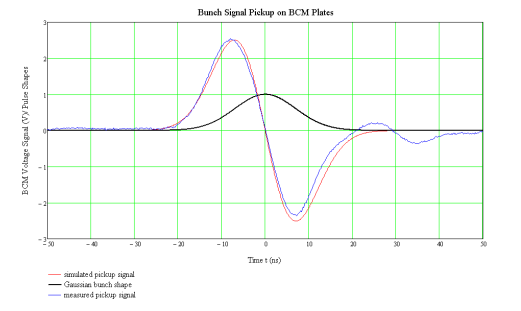 Bunch Signal Pickup on BCM Plates
BCM Voltage Signal (V)/Pulse Shapes
3
2
1
0
− 1
− 2
− 3
− 50 − 40 − 30 − 20 − 10 0 10 20 30 40 50
Time t (ns)
simulated pickup signal
Gaussian bunch shape
measured pickup signal